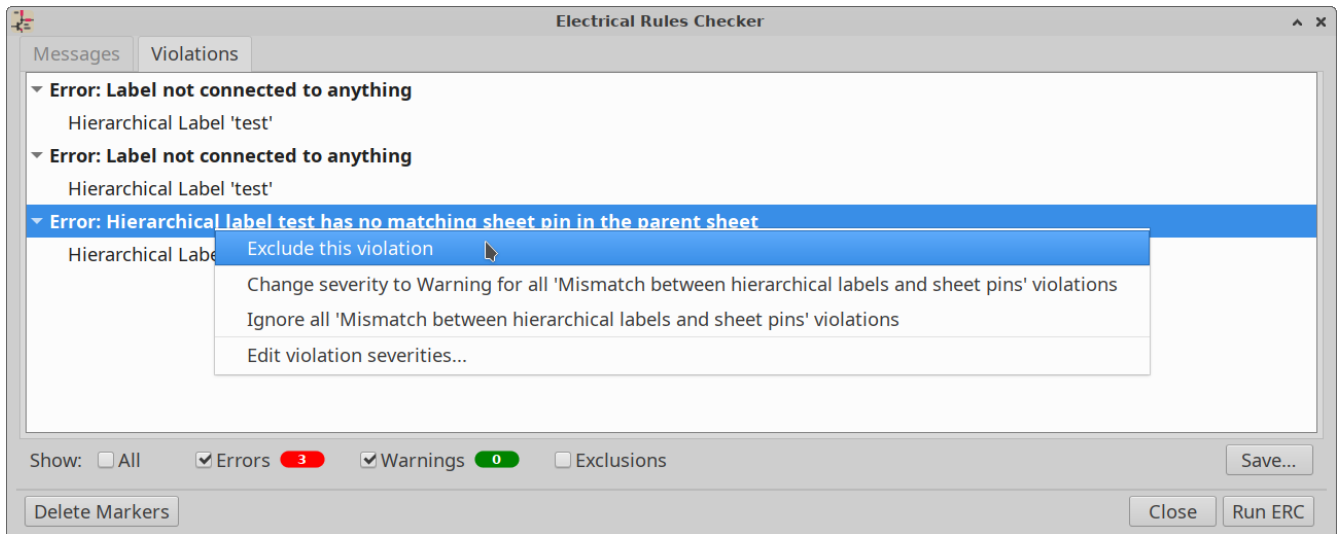 Electrical Rules Checker
Messages Violations
Error: Label not connected to anything
Hierarchical Label 'test'
Error: Label not connected to anything
Hierarchical Label 'test'
Error: Hierarchical label test has no matching sheet pin in the parent sheet
Hierarchical Labe
Exclude this violation
Change severity to Warning for all 'Mismatch between hierarchical labels and sheet pins' violations
Ignore all 'Mismatch between hierarchical labels and sheet pins' violations
Edit violation severities...
Show: All Errors 3 Warnings 0 Exclusions Save...
Delete Markers Close Run ERC